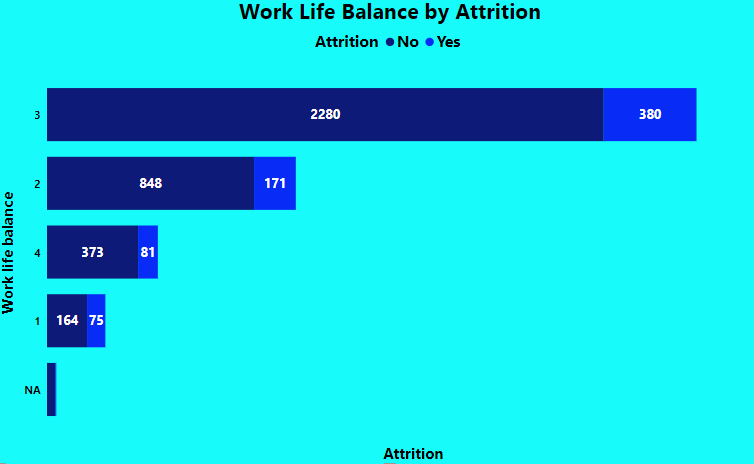 Work Life Balance by Attrition
Attrition No Yes
Work life balance
3 2280 380
2 848 171
4 373 81
1 164 75
NA
Attrition